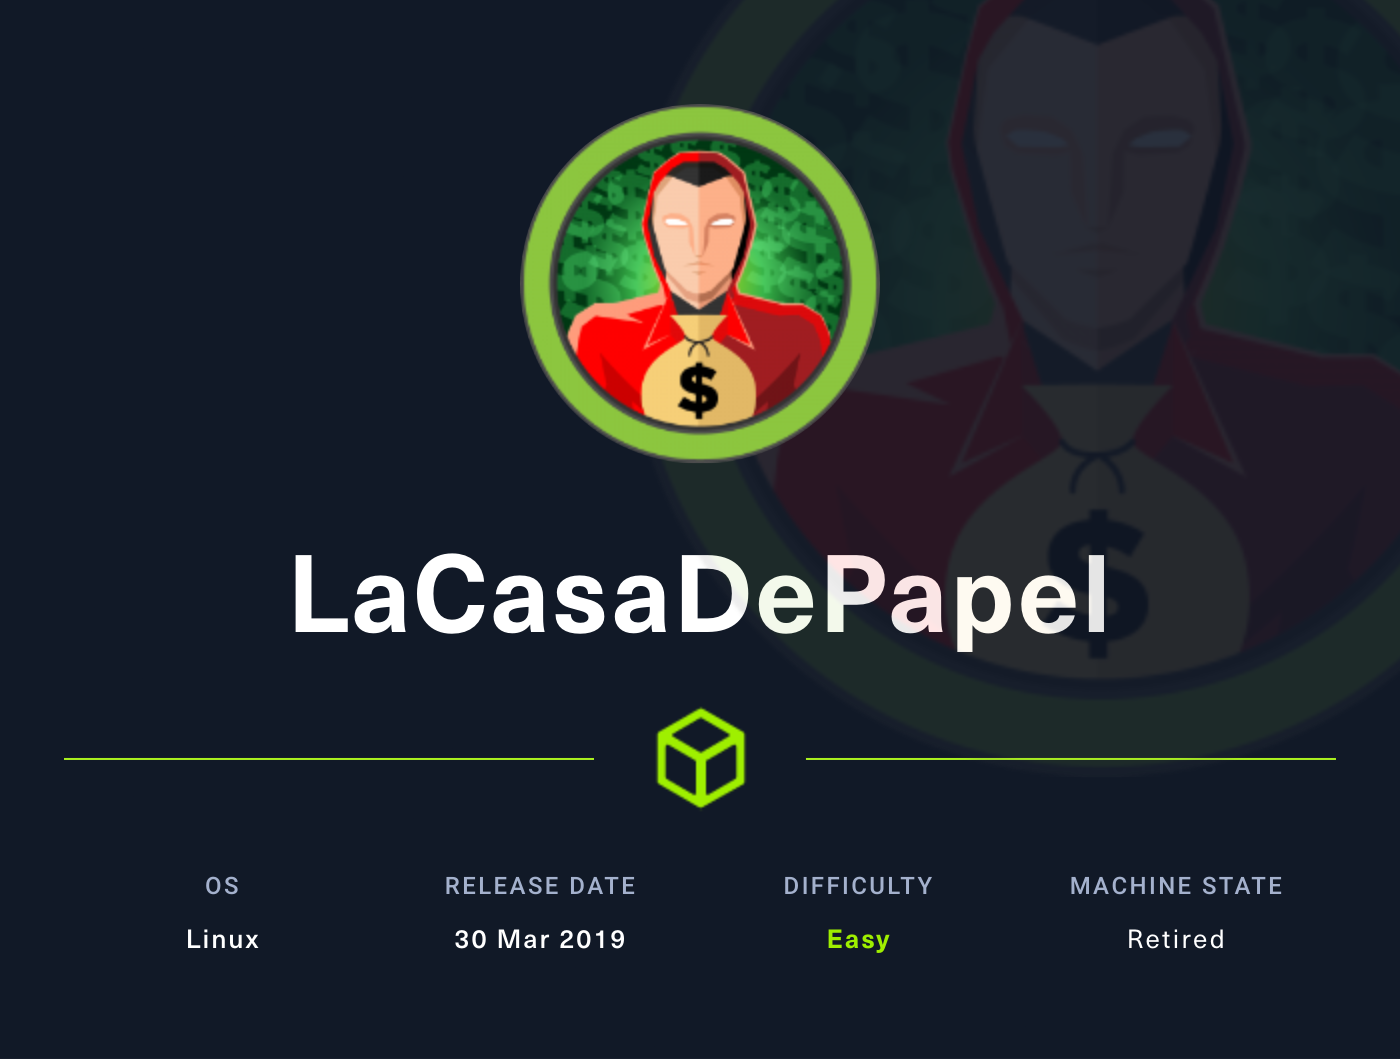 $
LaCasaDePapel
OS RELEASE DATE DIFFICULTY MACHINE STATE
Linux 30 Mar 2019 Easy Retired